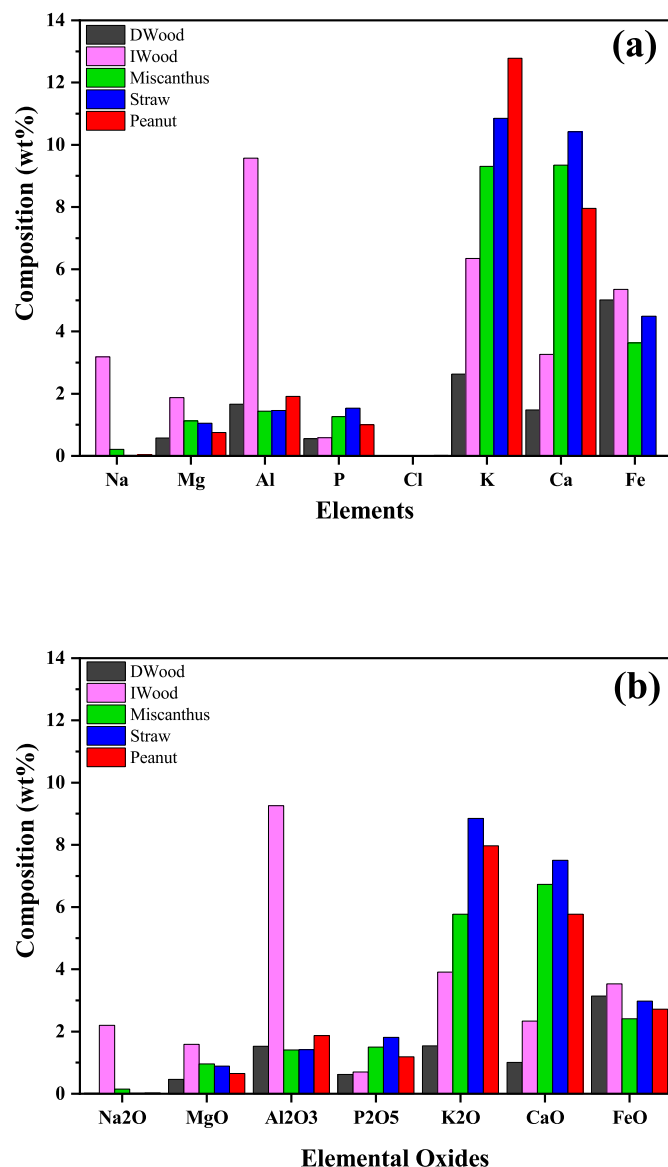 (a)
DWood
IWood
Miscanthus
Straw
Peanut
14
12
10
8
6
4
2
0
Composition (wt%)
Na Mg Al P Cl K Ca Fe
Elements
(b)
DWood
IWood
Miscanthus
Straw
Peanut
14
12
10
8
6
4
2
0
Composition (wt%)
Na2O MgO Al2O3 P2O5 K2O CaO FeO
Elemental Oxides